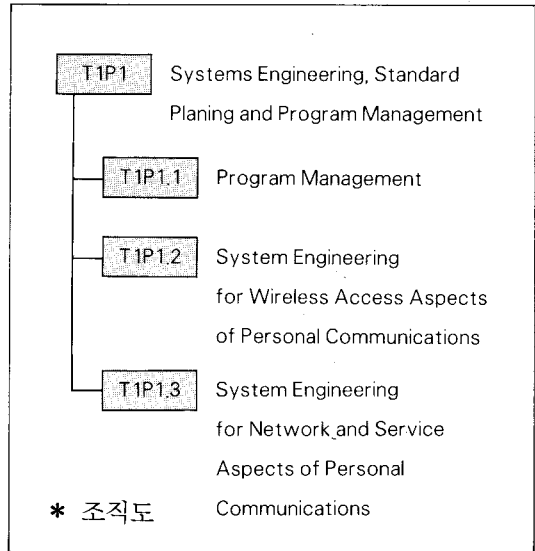 T1P1 Systems Engineering, Standard
Planing and Program Management
T1P1.1 Program Management
T1P1.2 System Engineering
for Wireless Access Aspects
of Personal Communications
T1P1.3 System Engineering
for Network and Service
Aspects of Personal
* 조직도 Communications